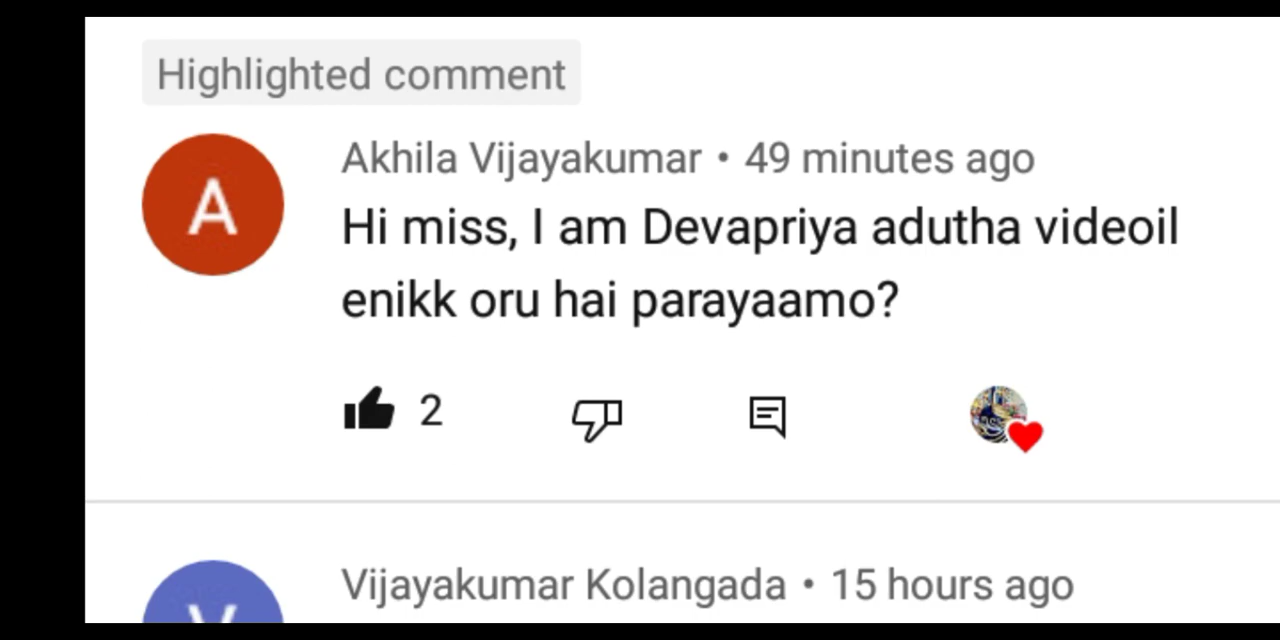 Highlighted comment
A
Akhila Vijayakumar • 49 minutes ago
Hi miss, I am Devapriya adutha videoil
enikk oru hai parayaamo?
2
V
Vijayakumar Kolangada • 15 hours ago